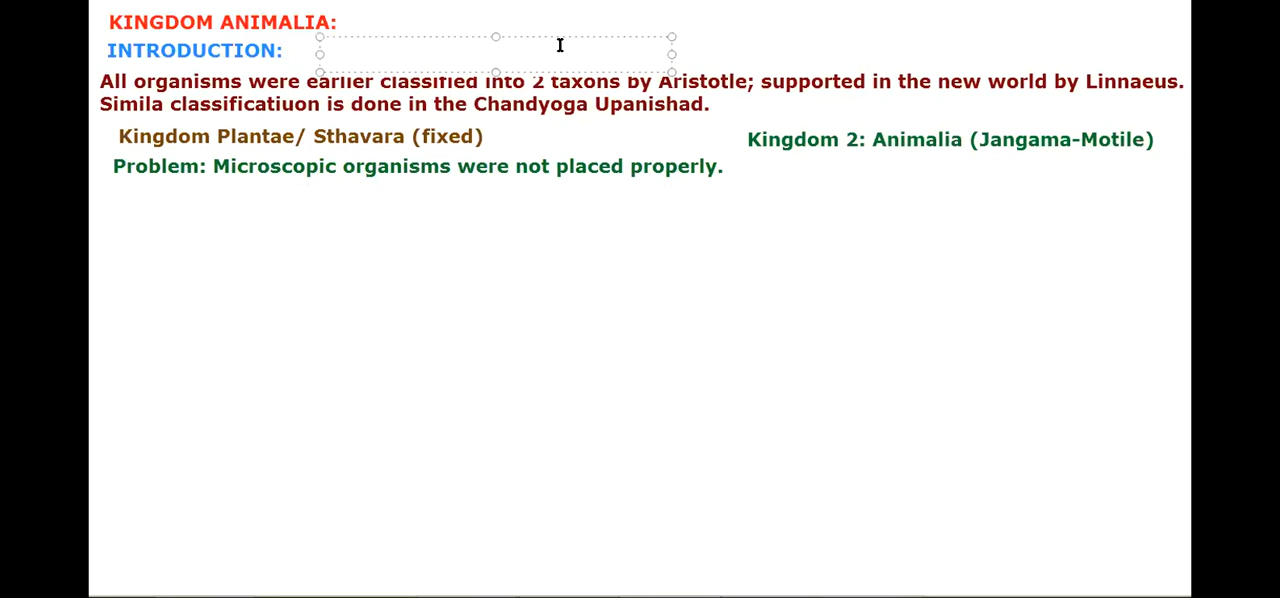 KINGDOM ANIMALIA:
INTRODUCTION:
All organisms were earlier classified into 2 taxons by Aristotle; supported in the new world by Linnaeus.
Simila classificatiuon is done in the Chandyoga Upanishad.
Kingdom Plantae/ Sthavara (fixed)
Kingdom 2: Animalia (Jangama-Motile)
Problem: Microscopic organisms were not placed properly.